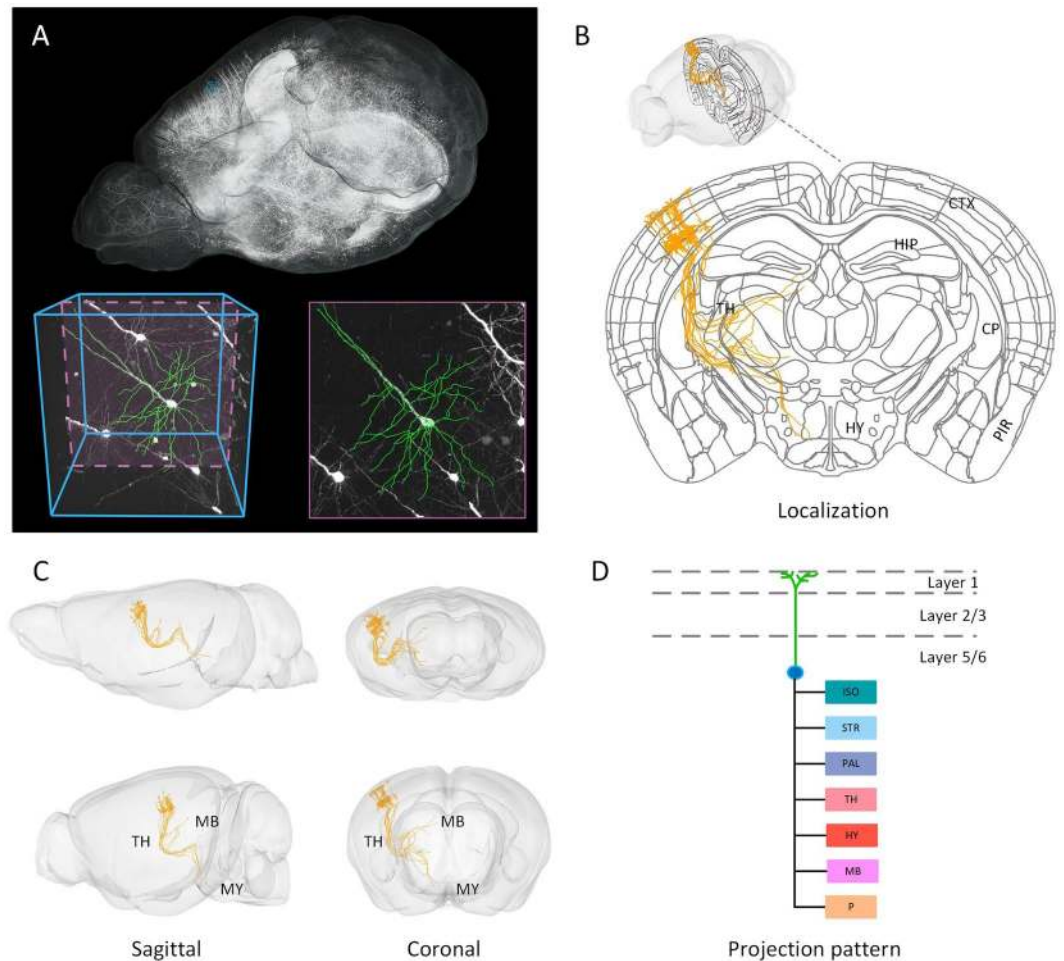 A
B
CTX
HIP
TH
CP
HY
PIR
Localization
C
TH
MB
MY
MB
TH
MY
Sagittal
Coronal
D
Layer 1
Layer 2/3
Layer 5/6
ISO
STR
PAL
TH
HY
MB
P
Projection pattern